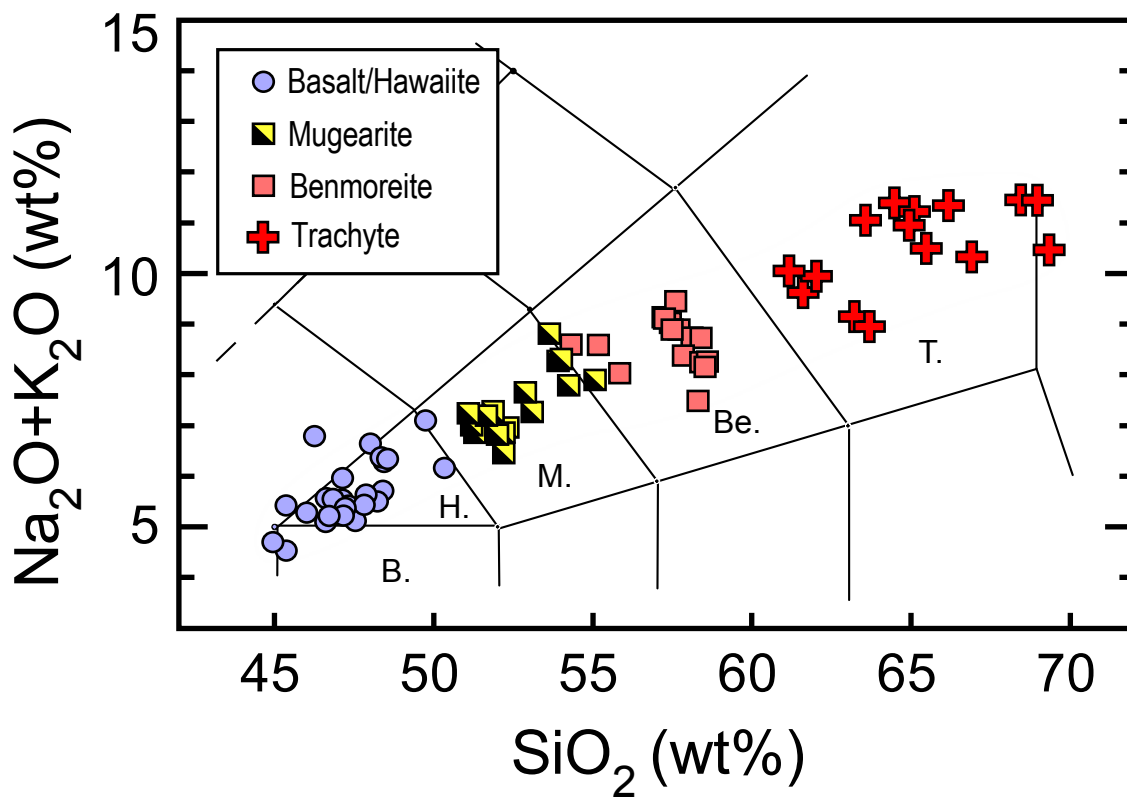 15
Basalt/Hawaiite
Mugearite
Benmoreite
Trachyte
Na₂O+K₂O (wt%)
10
T.
Be.
M.
H.
5
B.
45 50 55 60 65 70
SiO₂ (wt%)